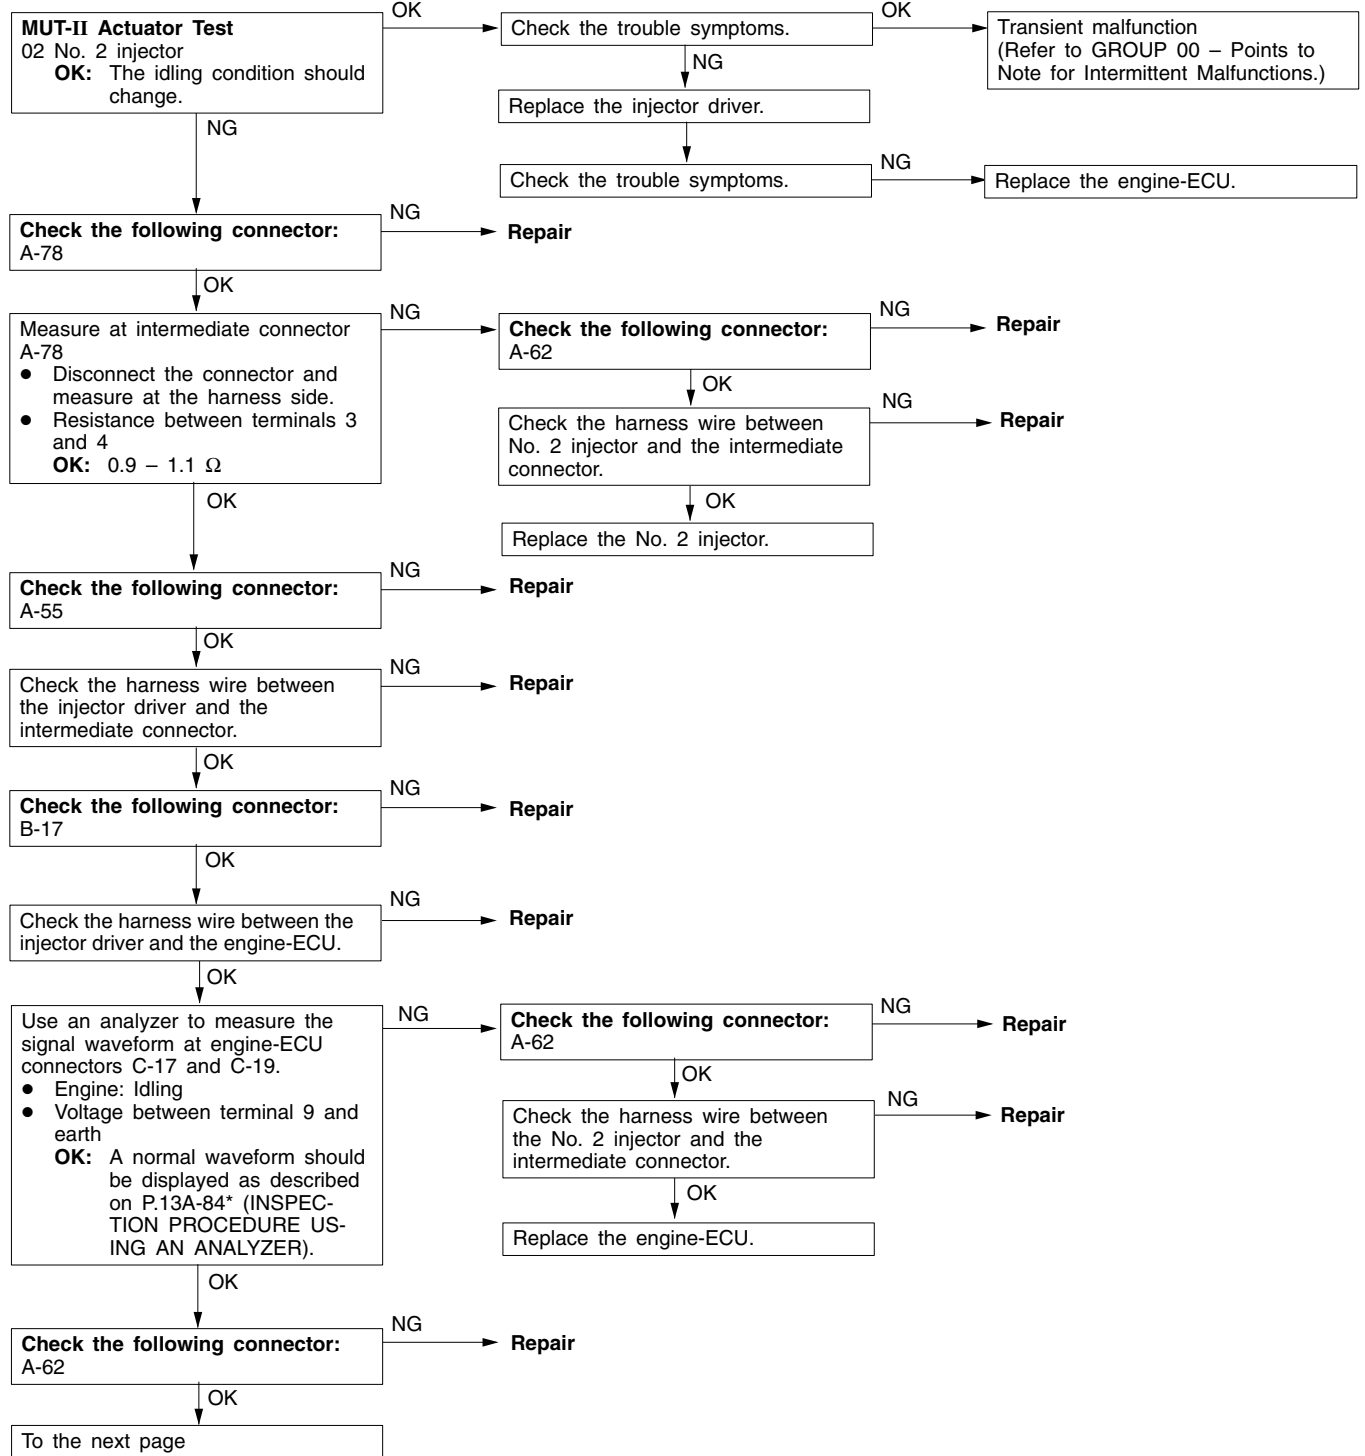 MUT-II Actuator Test
02 No. 2 injector
OK: The idling condition should
change.
OK
Check the trouble symptoms.
OK
Transient malfunction
(Refer to GROUP 00 – Points to
Note for Intermittent Malfunctions.)
NG
Replace the injector driver.
Check the trouble symptoms.
NG
Replace the engine-ECU.
NG
Check the following connector:
A-78
NG
Repair
OK
Measure at intermediate connector
A-78
● Disconnect the connector and
measure at the harness side.
● Resistance between terminals 3
and 4
OK: 0.9 – 1.1 Ω
NG
Check the following connector:
A-62
NG
Repair
OK
Check the harness wire between
No. 2 injector and the intermediate
connector.
NG
Repair
OK
Replace the No. 2 injector.
OK
Check the following connector:
A-55
NG
Repair
OK
Check the harness wire between
the injector driver and the
intermediate connector.
NG
Repair
OK
Check the following connector:
B-17
NG
Repair
OK
Check the harness wire between the
injector driver and the engine-ECU.
NG
Repair
OK
Use an analyzer to measure the
signal waveform at engine-ECU
connectors C-17 and C-19.
● Engine: Idling
● Voltage between terminal 9 and
earth
OK: A normal waveform should
be displayed as described
on P.13A-84* (INSPEC-
TION PROCEDURE US-
ING AN ANALYZER).
NG
Check the following connector:
A-62
NG
Repair
OK
Check the harness wire between
the No. 2 injector and the
intermediate connector.
NG
Repair
OK
Replace the engine-ECU.
OK
Check the following connector:
A-62
NG
Repair
OK
To the next page